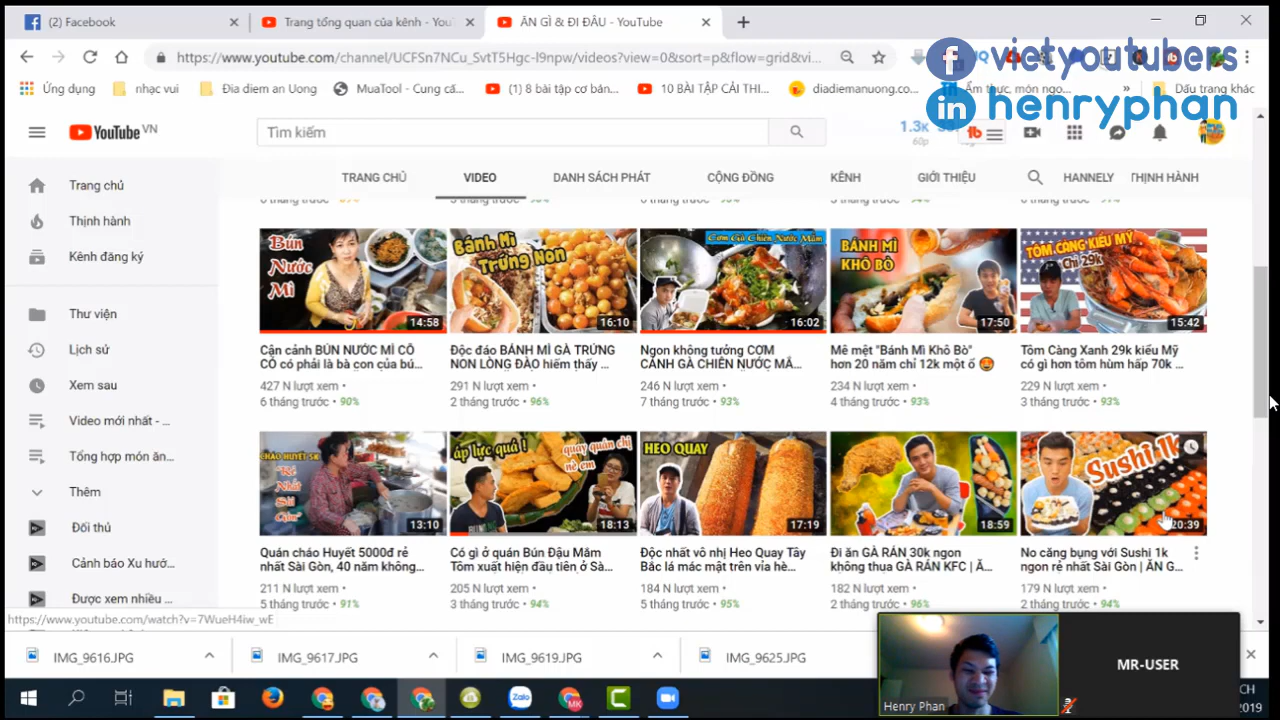 (2) Facebook
Trang tổng quan của kênh - You
ĂN GÌ & ĐI ĐÂU - YouTube
https://www.youtube.com/channel/UCFSn7NCu_SvtT5Hgc-l9npw/videos?view=0&sort=p&flow=grid&vi...
vietyoutubers
henryphan
Ứng dụng
nhạc vui
Đia diem an Uong
MuaTool - Cung cấ...
(1) 8 bài tập cơ bản...
10 BÀI TẬP CẢI THI...
diadiemanuong.co...
Ẩm thực, món ngo...
»
Dấu trang khác
YouTube VN
Tìm kiếm
1.3K
60p
Trang chủ
Thịnh hành
Kênh đăng ký
Thư viện
Lịch sử
Xem sau
Video mới nhất - ...
Tổng hợp món ăn...
Thêm
Đối thủ
Cảnh báo Xu hướ...
Được xem nhiều ...
TRANG CHỦ
VIDEO
DANH SÁCH PHÁT
CỘNG ĐỒNG
KÊNH
GIỚI THIỆU
HANNELY
THỊNH HÀNH
Bún
Nước
Mì
14:58
Bánh Mì
Trứng Non
16:10
Cơm Gà Chiên Nước Mắm
16:02
BÁNH MÌ
KHÔ BÒ
17:50
TÔM CÀNG KIỂU MỸ
Chỉ 29k
15:42
Cận cảnh BÚN NƯỚC MÌ CÔ
CÔ có phải là bà con của bú...
427 N lượt xem •
6 tháng trước • 90%
Độc đáo BÁNH MÌ GÀ TRỨNG
NON LÒNG ĐÀO hiếm thấy ...
291 N lượt xem •
2 tháng trước • 96%
Ngon không tưởng CƠM
CÁNH GÀ CHIÊN NƯỚC MẮ...
246 N lượt xem •
7 tháng trước • 93%
Mê mệt "Bánh Mì Khô Bò"
hơn 20 năm chỉ 12k một ổ
234 N lượt xem •
4 tháng trước • 93%
Tôm Càng Xanh 29k kiểu Mỹ
có gì hơn tôm hùm hấp 70k ...
229 N lượt xem •
3 tháng trước • 93%
CHÁO HUYẾT 5K
"Rẻ
Nhất
Sài
Gòn"
13:10
áp lực quá !
quay quán chị
nè em
18:13
HEO QUAY
17:19
18:59
Sushi 1k
20:39
Quán cháo Huyết 5000đ rẻ
nhất Sài Gòn, 40 năm không...
211 N lượt xem •
5 tháng trước • 91%
Có gì ở quán Bún Đậu Mắm
Tôm xuất hiện đầu tiên ở Sà...
205 N lượt xem •
3 tháng trước • 94%
Độc nhất vô nhị Heo Quay Tây
Bắc lá mác mật trên vỉa hè...
184 N lượt xem •
5 tháng trước • 95%
Đi ăn GÀ RÁN 30k ngon
không thua GÀ RÁN KFC | Ă...
182 N lượt xem •
2 tháng trước • 96%
No căng bụng với Sushi 1k
ngon rẻ nhất Sài Gòn | ĂN G...
179 N lượt xem •
2 tháng trước • 94%
https://www.youtube.com/watch?v=7WueH4iw_wE
IMG_9616.JPG
IMG_9617.JPG
IMG_9619.JPG
IMG_9625.JPG
Zalo
MK
Henry Phan
MR-USER
CH
2019